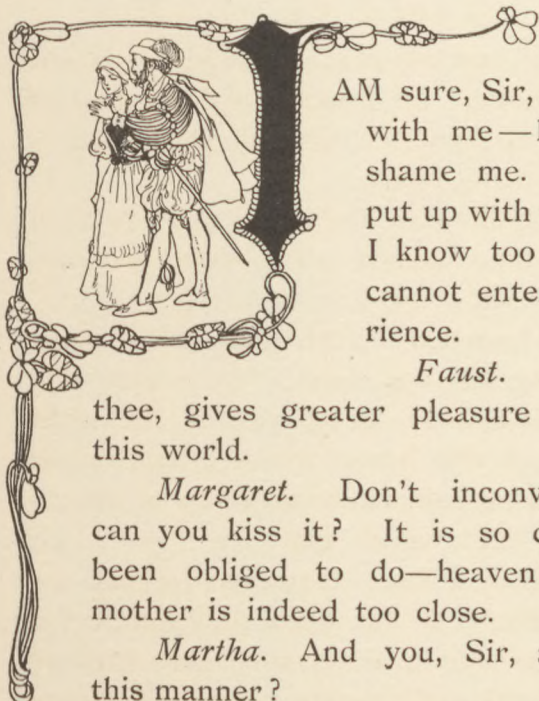 I AM sure, Sir,
with me—
shame me.
put up with
I know too
cannot ente
rience.
Faust.
thee, gives greater pleasure
this world.
Margaret. Don't inconv
can you kiss it? It is so c
been obliged to do—heaven
mother is indeed too close.
Martha. And you, Sir, a
this manner?